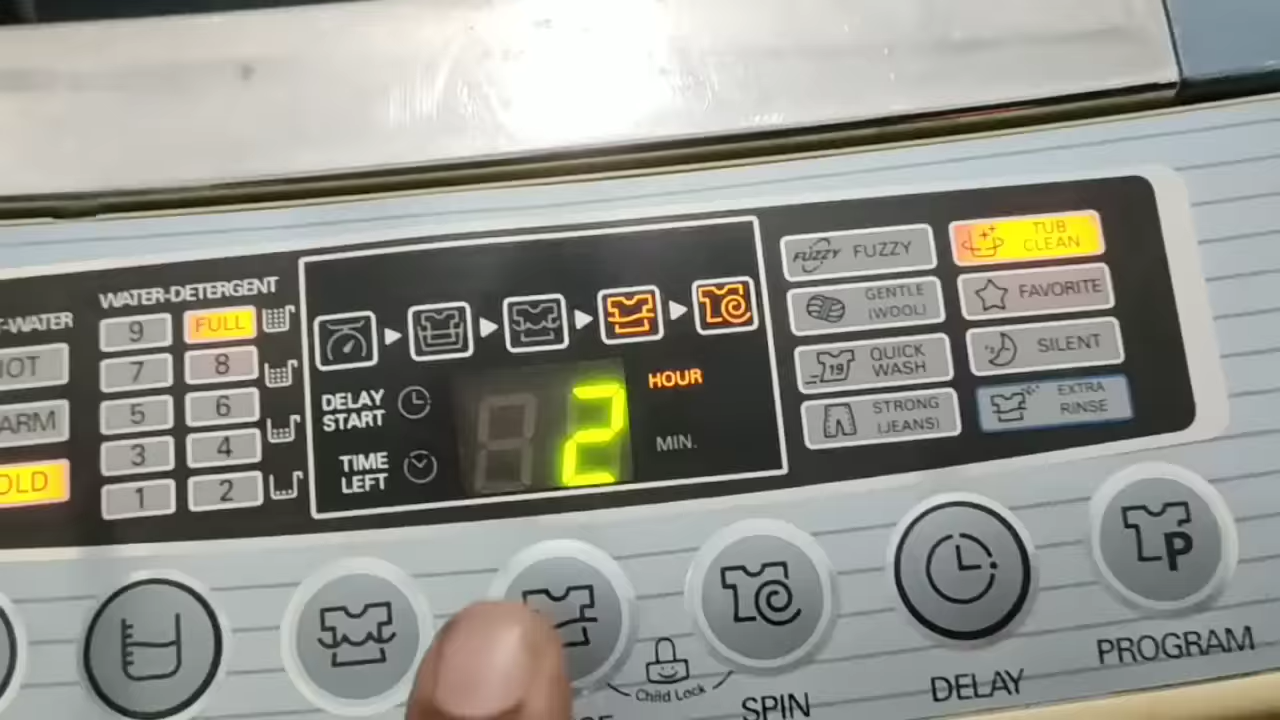 WATER-DETERGENT
T-WATER
9
FULL
7
8
5
6
3
4
1
2
HOT
ARM
OLD
DELAY
START
TIME
LEFT
2
HOUR
MIN.
FUZZY FUZZY
GENTLE
(WOOL)
19
QUICK
WASH
STRONG
(JEANS)
TUB
CLEAN
FAVORITE
SILENT
EXTRA
RINSE
P
Child Lock
SPIN
DELAY
PROGRAM